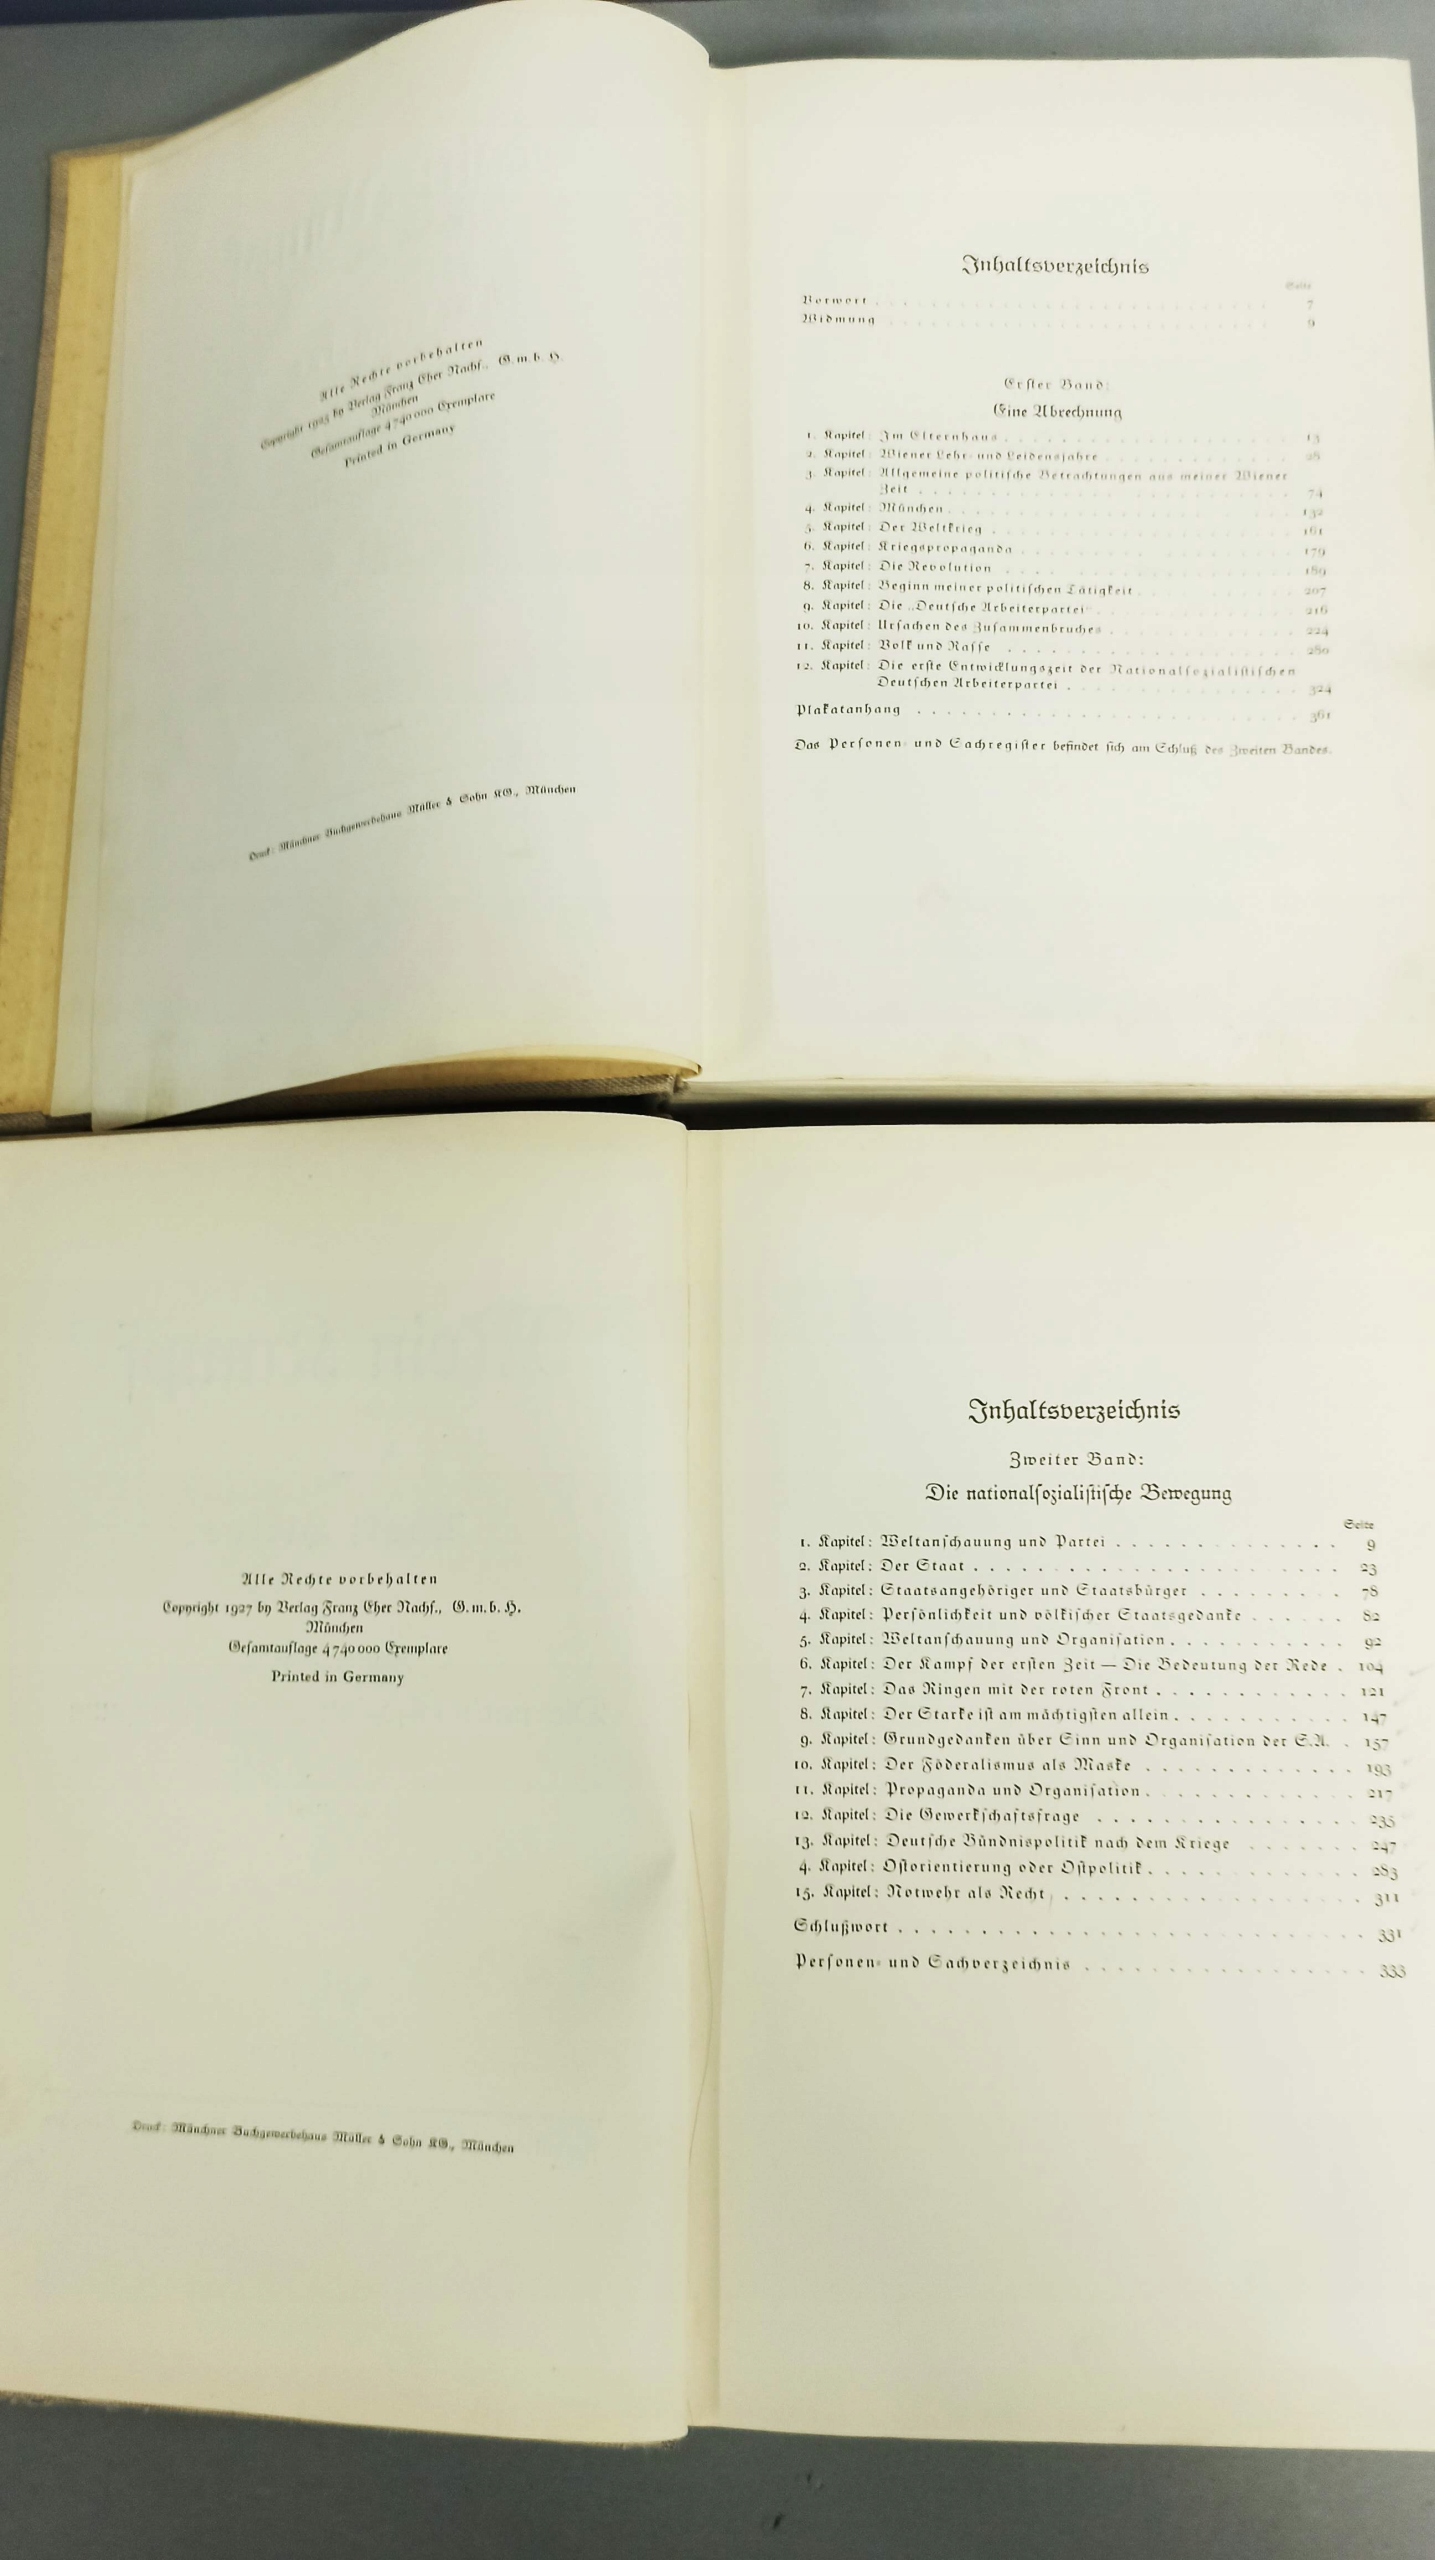 Alle Rechte vorbehalten
Copyright 1925 by Verlag Franz Eher Nachf., G. m. b. H.
München
Gesamtauflage 4 740 000 Exemplare
Printed in Germany
Druck: Münchner Buchgewerbehaus Müller & Sohn KG., München
Inhaltsverzeichnis
Seite
Vorwort . . . . . . . . . . 7
Widmung . . . . . . . . . . 9
Erster Band:
Eine Abrechnung
1. Kapitel: Im Elternhaus . . . . . . . . . . 13
2. Kapitel: Wiener Lehr- und Leidensjahre . . . . . . . . . . 28
3. Kapitel: Allgemeine politische Betrachtungen aus meiner Wiener
Zeit . . . . . . . . . . 74
4. Kapitel: München . . . . . . . . . . 132
5. Kapitel: Der Weltkrieg . . . . . . . . . . 161
6. Kapitel: Kriegspropaganda . . . . . . . . . . 179
7. Kapitel: Die Revolution . . . . . . . . . . 189
8. Kapitel: Beginn meiner politischen Tätigkeit . . . . . . . . . . 207
9. Kapitel: Die „Deutsche Arbeiterpartei“ . . . . . . . . . . 216
10. Kapitel: Ursachen des Zusammenbruches . . . . . . . . . . 224
11. Kapitel: Volk und Rasse . . . . . . . . . . 280
12. Kapitel: Die erste Entwicklungszeit der Nationalsozialistischen
Deutschen Arbeiterpartei . . . . . . . . . . 324
Plakatanhang . . . . . . . . . . 361
Das Personen- und Sachregister befindet sich am Schluß des Zweiten Bandes.
Alle Rechte vorbehalten
Copyright 1927 by Verlag Franz Eher Nachf., G. m. b. H.
München
Gesamtauflage 4 740 000 Exemplare
Printed in Germany
Druck: Münchner Buchgewerbehaus Müller & Sohn KG., München
Inhaltsverzeichnis
Zweiter Band:
Die nationalsozialistische Bewegung
Seite
1. Kapitel: Weltanschauung und Partei . . . . . . . . . . 9
2. Kapitel: Der Staat . . . . . . . . . . 23
3. Kapitel: Staatsangehöriger und Staatsbürger . . . . . . . . 78
4. Kapitel: Persönlichkeit und völkischer Staatsgedanke . . . . . . 82
5. Kapitel: Weltanschauung und Organisation . . . . . . . . . 92
6. Kapitel: Der Kampf der ersten Zeit — Die Bedeutung der Rede . 104
7. Kapitel: Das Ringen mit der roten Front . . . . . . . . . . 121
8. Kapitel: Der Starke ist am mächtigsten allein . . . . . . . . . 147
9. Kapitel: Grundgedanken über Sinn und Organisation der S.A. . 157
10. Kapitel: Der Föderalismus als Maske . . . . . . . . . . 193
11. Kapitel: Propaganda und Organisation . . . . . . . . . . 217
12. Kapitel: Die Gewerkschaftsfrage . . . . . . . . . . 235
13. Kapitel: Deutsche Bündnispolitik nach dem Kriege . . . . . . . 247
4. Kapitel: Ostorientierung oder Ostpolitik . . . . . . . . . . 283
15. Kapitel: Notwehr als Recht . . . . . . . . . . 311
Schlußwort . . . . . . . . . . 331
Personen- und Sachverzeichnis . . . . . . . . . . 333